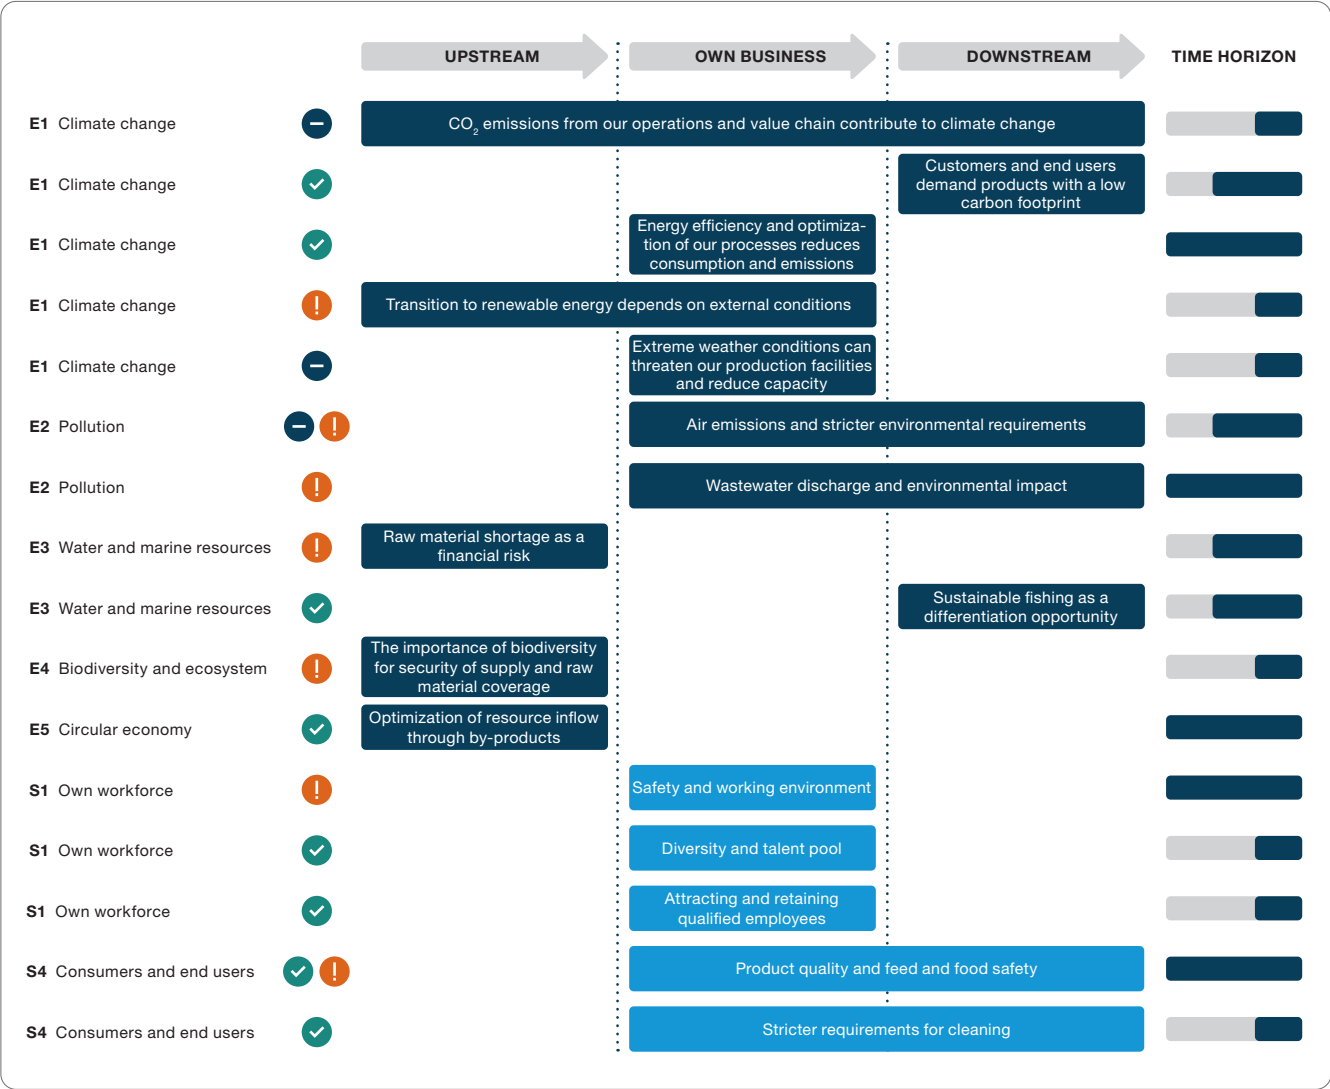 UPSTREAM
OWN BUSINESS
DOWNSTREAM
TIME HORIZON
E1 Climate change
CO₂ emissions from our operations and value chain contribute to climate change
E1 Climate change
Customers and end users
demand products with a low
carbon footprint
E1 Climate change
Energy efficiency and optimiza-
tion of our processes reduces
consumption and emissions
E1 Climate change
Transition to renewable energy depends on external conditions
E1 Climate change
Extreme weather conditions can
threaten our production facilities
and reduce capacity
E2 Pollution
Air emissions and stricter environmental requirements
E2 Pollution
Wastewater discharge and environmental impact
E3 Water and marine resources
Raw material shortage as a
financial risk
E3 Water and marine resources
Sustainable fishing as a
differentiation opportunity
E4 Biodiversity and ecosystem
The importance of biodiversity
for security of supply and raw
material coverage
E5 Circular economy
Optimization of resource inflow
through by-products
S1 Own workforce
Safety and working environment
S1 Own workforce
Diversity and talent pool
S1 Own workforce
Attracting and retaining
qualified employees
S4 Consumers and end users
Product quality and feed and food safety
S4 Consumers and end users
Stricter requirements for cleaning